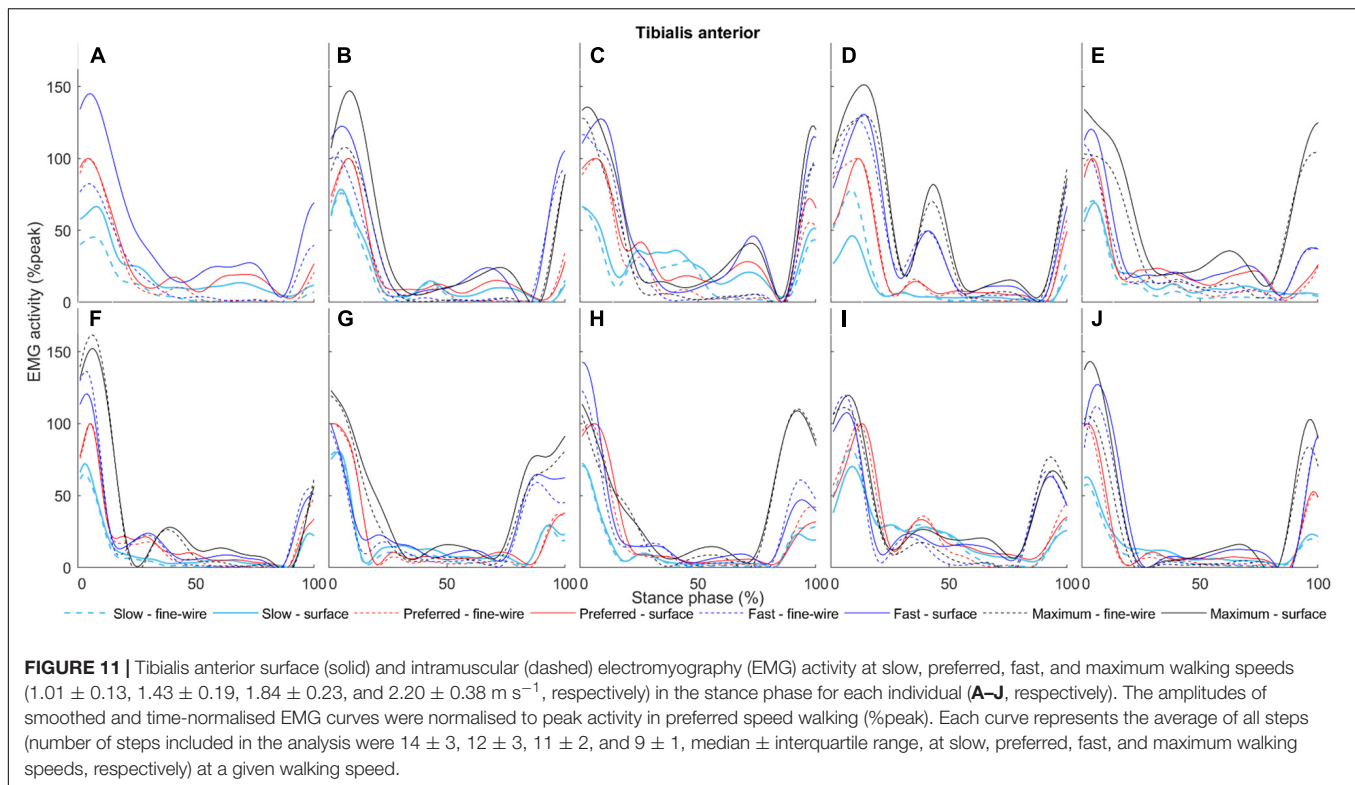 Tibialis anterior
A B C D E
150
100
50
0
EMG activity (%peak)
F G H I J
150
100
50
0
0 50 100 50 100 50 100 50 100 50 100
Stance phase (%)
Slow - fine-wire Slow - surface Preferred - fine-wire Preferred - surface Fast - fine-wire Fast - surface Maximum - fine-wire Maximum - surface
FIGURE 11 | Tibialis anterior surface (solid) and intramuscular (dashed) electromyography (EMG) activity at slow, preferred, fast, and maximum walking speeds
(1.01 ± 0.13, 1.43 ± 0.19, 1.84 ± 0.23, and 2.20 ± 0.38 m s⁻¹, respectively) in the stance phase for each individual (A–J, respectively). The amplitudes of
smoothed and time-normalised EMG curves were normalised to peak activity in preferred speed walking (%peak). Each curve represents the average of all steps
(number of steps included in the analysis were 14 ± 3, 12 ± 3, 11 ± 2, and 9 ± 1, median ± interquartile range, at slow, preferred, fast, and maximum walking
speeds, respectively) at a given walking speed.